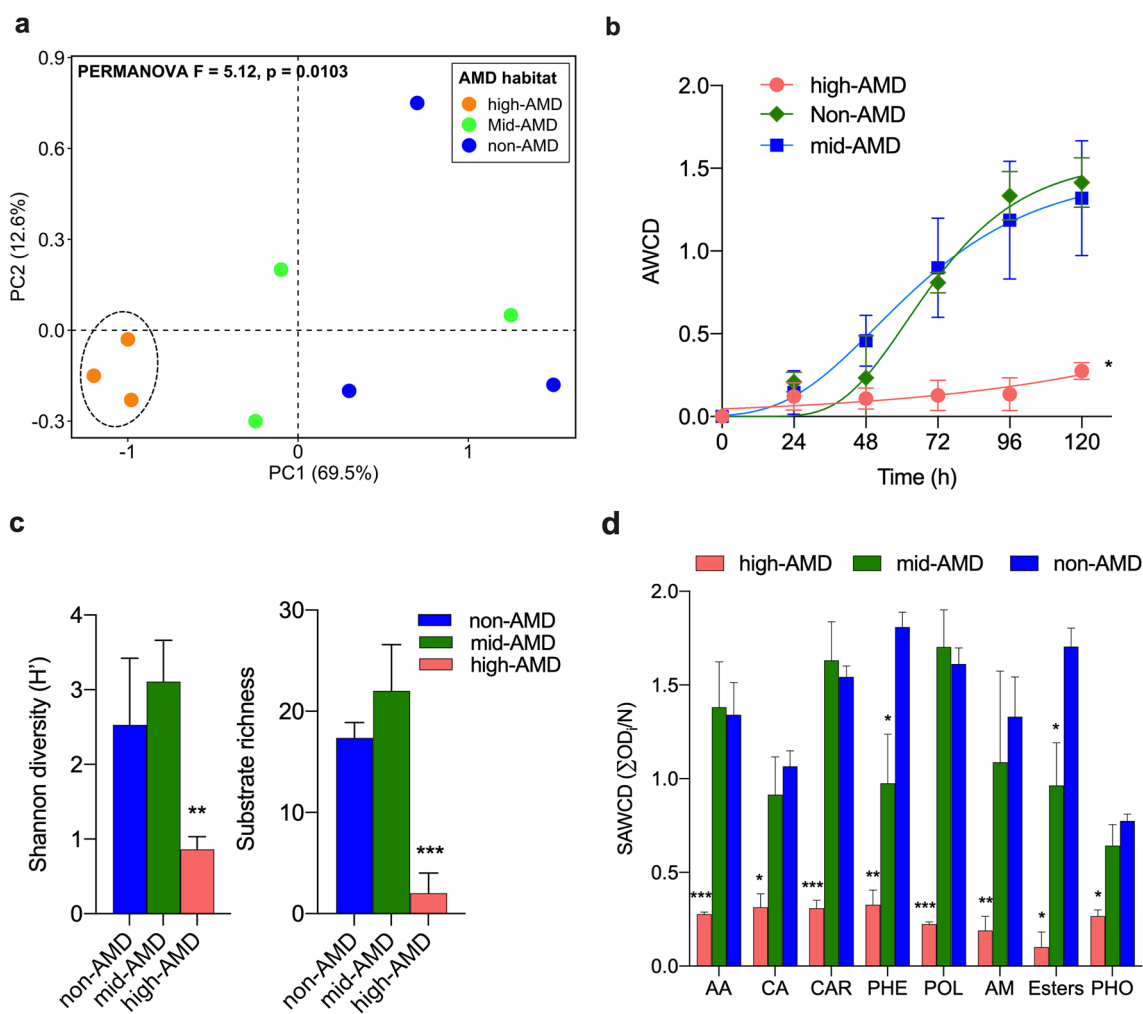 a
PERMANOVA F = 5.12, p = 0.0103
AMD habitat
high-AMD
Mid-AMD
non-AMD
0.9
0.6
0.3
0.0
-0.3
PC2 (12.6%)
-1
0
1
PC1 (69.5%)
b
high-AMD
Non-AMD
mid-AMD
2.0
1.5
1.0
0.5
0.0
AWCD
*
0
24
48
72
96
120
Time (h)
c
4
3
2
1
0
Shannon diversity (H’)
**
non-AMD
mid-AMD
high-AMD
30
20
10
0
Substrate richness
non-AMD
mid-AMD
high-AMD
***
non-AMD
mid-AMD
high-AMD
d
high-AMD
mid-AMD
non-AMD
2.0
1.5
1.0
0.5
0.0
SAWCD (∑ODi/N)
***
*
***
**
*
***
**
*
*
*
AA
CA
CAR
PHE
POL
AM
Esters
PHO